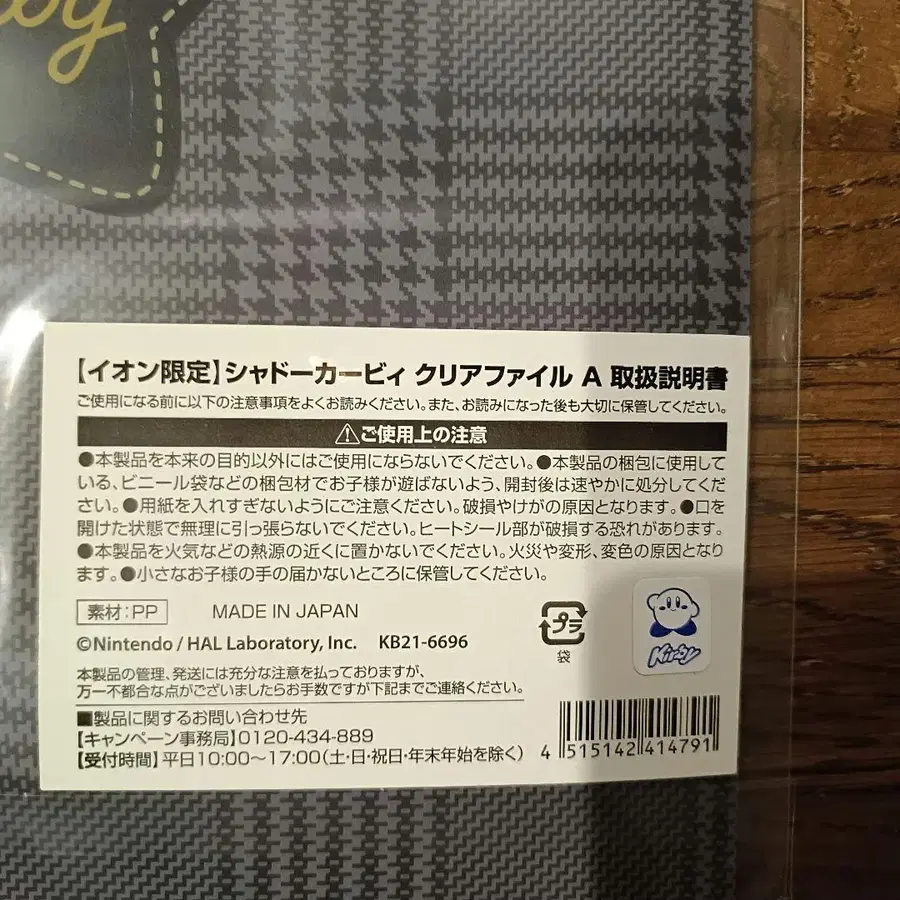 by
【イオン限定】シャドーカービィ クリアファイル A 取扱説明書
ご使用になる前に以下の注意事項をよくお読みください。また、お読みになった後も大切に保管してください。
⚠ご使用上の注意
●本製品を本来の目的以外にはご使用にならないでください。●本製品の梱包に使用して
いる、ビニール袋などの梱包材でお子様が遊ばないよう、開封後は速やかに処分してくだ
さい。●用紙を入れすぎないようにご注意ください。破損やけがの原因となります。●口を
開けた状態で無理に引っ張らないでください。ヒートシール部が破損する恐れがあります。
●本製品を火気などの熱源の近くに置かないでください。火災や変形、変色の原因となり
ます。●小さなお子様の手の届かないところに保管してください。
素材:PP MADE IN JAPAN
©Nintendo / HAL Laboratory, Inc. KB21-6696
プラ
袋
Kirby
本製品の管理、発送には充分な注意を払っておりますが、
万一不都合な点がございましたらお手数ですが下記までご連絡ください。
■製品に関するお問い合わせ先
【キャンペーン事務局】0120-434-889
【受付時間】平日10:00〜17:00(土・日・祝日・年末年始を除く)
4 515142 414791